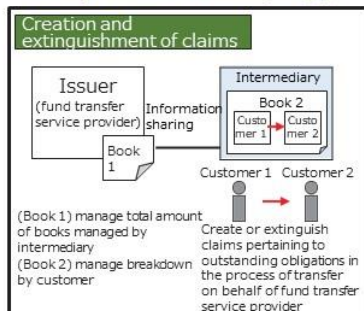 Creation and
extinguishment of claims
Issuer
(fund transfer
service provider)
Book
1
Information
sharing
Intermediary
Book 2
Custo
mer 1
Custo
mer 2
Customer 1
Customer 2
(Book 1) manage total amount
of books managed by
intermediary
(Book 2) manage breakdown
by customer
Create or extinguish
claims pertaining to
outstanding obligations in
the process of transfer
on behalf of fund transfer
service provider